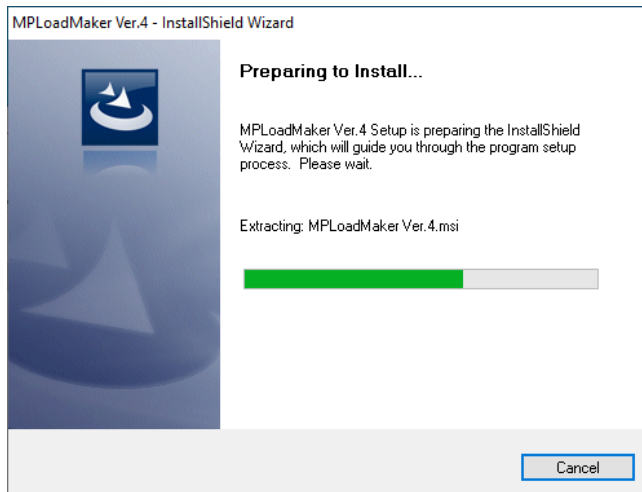 MPLoadMaker Ver.4 - InstallShield Wizard
Preparing to Install...
MPLoadMaker Ver.4 Setup is preparing the InstallShield
Wizard, which will guide you through the program setup
process.  Please wait.
Extracting: MPLoadMaker Ver.4.msi
Cancel